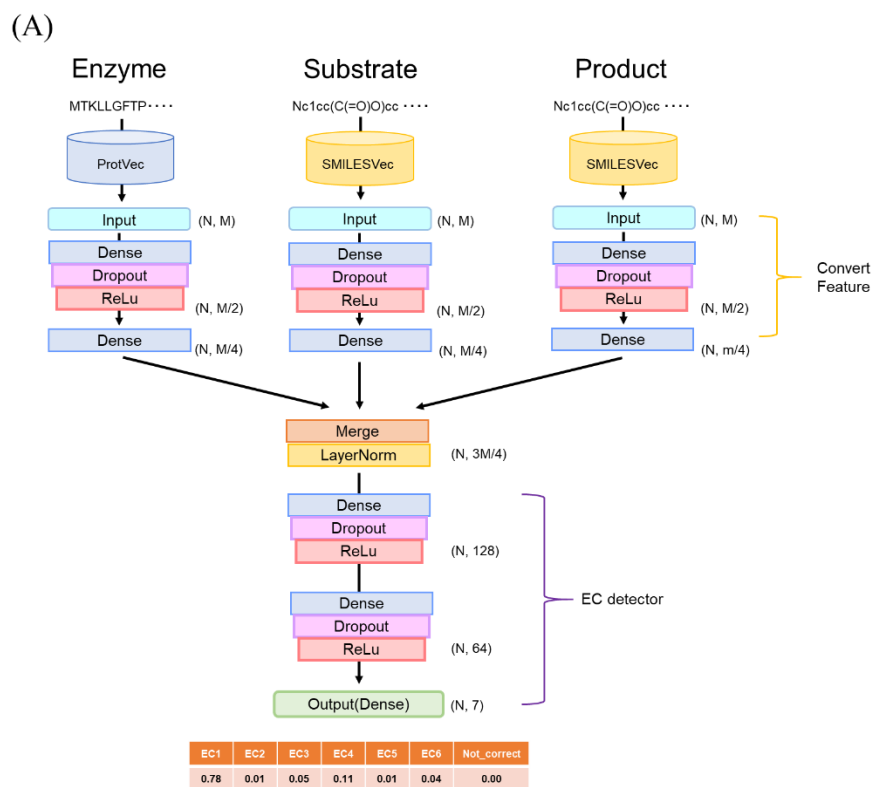 (A)
Enzyme Substrate Product
MTKLLGFTP···· Nc1cc(C(=O)O)cc ···· Nc1cc(C(=O)O)cc ····
ProtVec SMILESVec SMILESVec
Input (N, M) Input (N, M) Input (N, M)
Dense Dense Dense
Dropout Dropout Dropout
ReLu (N, M/2) ReLu (N, M/2) ReLu (N, M/2)
Convert
Feature
Dense (N, M/4) Dense (N, M/4) Dense (N, m/4)
Merge
LayerNorm (N, 3M/4)
Dense
Dropout
ReLu (N, 128)
EC detector
Dense
Dropout
ReLu (N, 64)
Output(Dense) (N, 7)
EC1 EC2 EC3 EC4 EC5 EC6 Not_correct
0.78 0.01 0.05 0.11 0.01 0.04 0.00